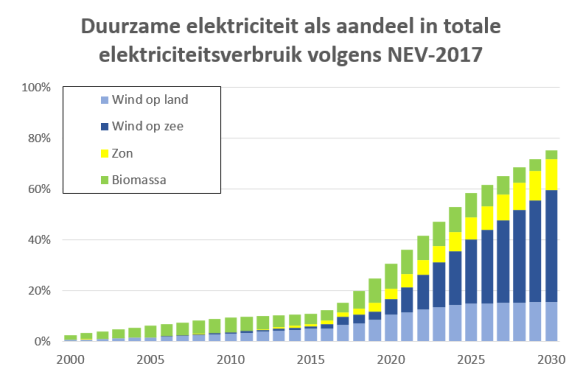 Duurzame elektriciteit als aandeel in totale
elektriciteitsverbruik volgens NEV-2017
100%
80%
60%
40%
20%
0%
Wind op land
Wind op zee
Zon
Biomassa
2000 2005 2010 2015 2020 2025 2030